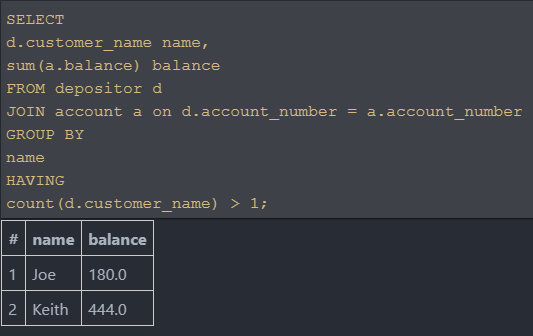 SELECT
d.customer_name name,
sum(a.balance) balance
FROM depositor d
JOIN account a on d.account_number = a.account_number
GROUP BY
name
HAVING
count(d.customer_name) > 1;
# name balance
1 Joe 180.0
2 Keith 444.0